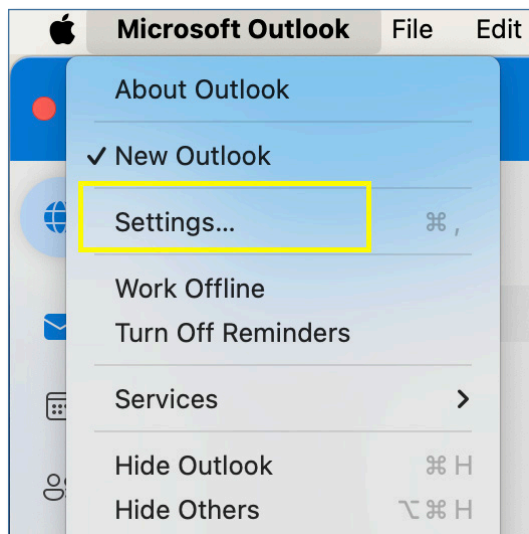 Microsoft Outlook File Edit
About Outlook
✓ New Outlook
Settings... ⌘ ,
Work Offline
Turn Off Reminders
Services >
Hide Outlook ⌘ H
Hide Others ⌥ ⌘ H